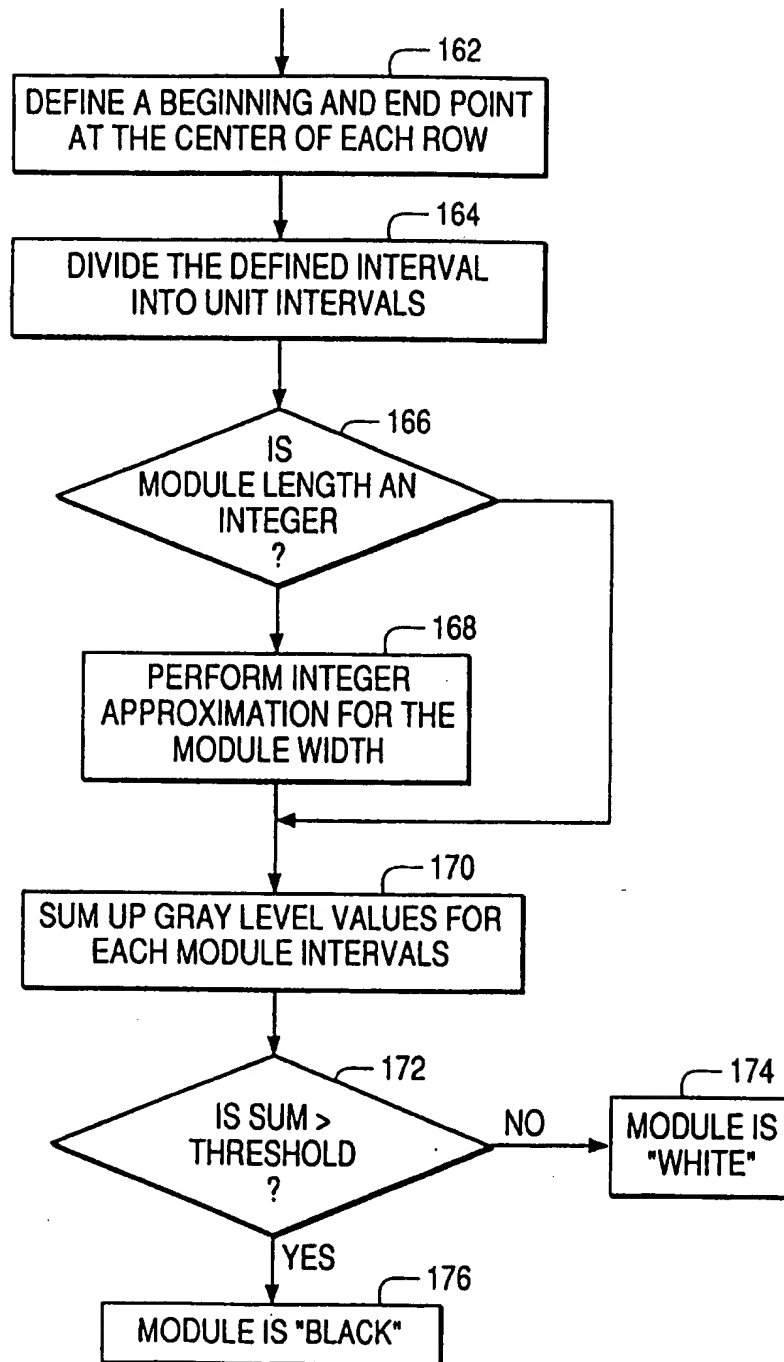 162
DEFINE A BEGINNING AND END POINT
AT THE CENTER OF EACH ROW
164
DIVIDE THE DEFINED INTERVAL
INTO UNIT INTERVALS
166
IS
MODULE LENGTH AN
INTEGER
?
168
PERFORM INTEGER
APPROXIMATION FOR THE
MODULE WIDTH
170
SUM UP GRAY LEVEL VALUES FOR
EACH MODULE INTERVALS
172
IS SUM >
THRESHOLD
?
NO
174
MODULE IS
"WHITE"
YES
176
MODULE IS "BLACK"